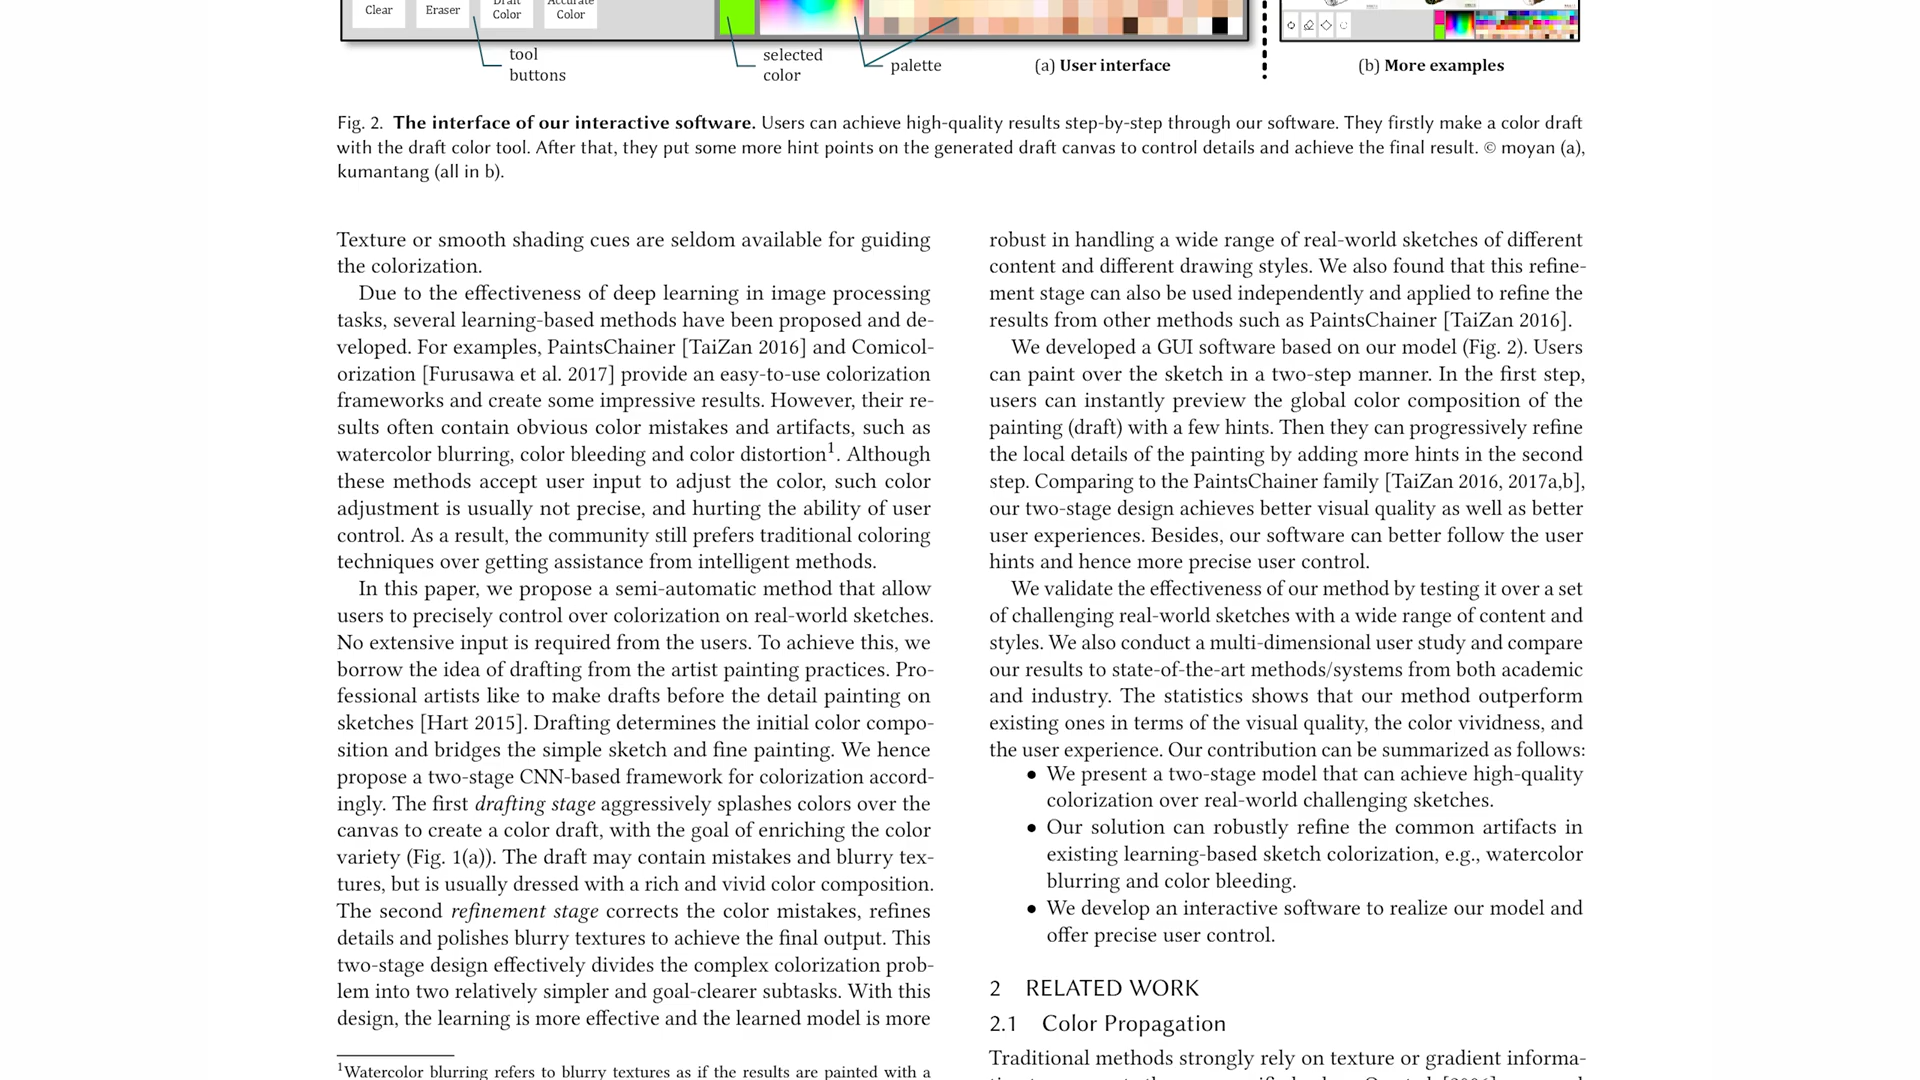 Clear
Eraser
Draft
Color
Accurate
Color
tool
buttons
selected
color
palette
(a) User interface
(b) More examples
Fig. 2. The interface of our interactive software. Users can achieve high-quality results step-by-step through our software. They firstly make a color draft
with the draft color tool. After that, they put some more hint points on the generated draft canvas to control details and achieve the final result. © moyan (a),
kumantang (all in b).
Texture or smooth shading cues are seldom available for guiding
the colorization.
Due to the effectiveness of deep learning in image processing
tasks, several learning-based methods have been proposed and de-
veloped. For examples, PaintsChainer [TaiZan 2016] and Comicol-
orization [Furusawa et al. 2017] provide an easy-to-use colorization
frameworks and create some impressive results. However, their re-
sults often contain obvious color mistakes and artifacts, such as
watercolor blurring, color bleeding and color distortion1. Although
these methods accept user input to adjust the color, such color
adjustment is usually not precise, and hurting the ability of user
control. As a result, the community still prefers traditional coloring
techniques over getting assistance from intelligent methods.
In this paper, we propose a semi-automatic method that allow
users to precisely control over colorization on real-world sketches.
No extensive input is required from the users. To achieve this, we
borrow the idea of drafting from the artist painting practices. Pro-
fessional artists like to make drafts before the detail painting on
sketches [Hart 2015]. Drafting determines the initial color compo-
sition and bridges the simple sketch and fine painting. We hence
propose a two-stage CNN-based framework for colorization accord-
ingly. The first drafting stage aggressively splashes colors over the
canvas to create a color draft, with the goal of enriching the color
variety (Fig. 1(a)). The draft may contain mistakes and blurry tex-
tures, but is usually dressed with a rich and vivid color composition.
The second refinement stage corrects the color mistakes, refines
details and polishes blurry textures to achieve the final output. This
two-stage design effectively divides the complex colorization prob-
lem into two relatively simpler and goal-clearer subtasks. With this
design, the learning is more effective and the learned model is more
1Watercolor blurring refers to blurry textures as if the results are painted with a
robust in handling a wide range of real-world sketches of different
content and different drawing styles. We also found that this refine-
ment stage can also be used independently and applied to refine the
results from other methods such as PaintsChainer [TaiZan 2016].
We developed a GUI software based on our model (Fig. 2). Users
can paint over the sketch in a two-step manner. In the first step,
users can instantly preview the global color composition of the
painting (draft) with a few hints. Then they can progressively refine
the local details of the painting by adding more hints in the second
step. Comparing to the PaintsChainer family [TaiZan 2016, 2017a,b],
our two-stage design achieves better visual quality as well as better
user experiences. Besides, our software can better follow the user
hints and hence more precise user control.
We validate the effectiveness of our method by testing it over a set
of challenging real-world sketches with a wide range of content and
styles. We also conduct a multi-dimensional user study and compare
our results to state-of-the-art methods/systems from both academic
and industry. The statistics shows that our method outperform
existing ones in terms of the visual quality, the color vividness, and
the user experience. Our contribution can be summarized as follows:
• We present a two-stage model that can achieve high-quality
colorization over real-world challenging sketches.
• Our solution can robustly refine the common artifacts in
existing learning-based sketch colorization, e.g., watercolor
blurring and color bleeding.
• We develop an interactive software to realize our model and
offer precise user control.
2 RELATED WORK
2.1 Color Propagation
Traditional methods strongly rely on texture or gradient informa-